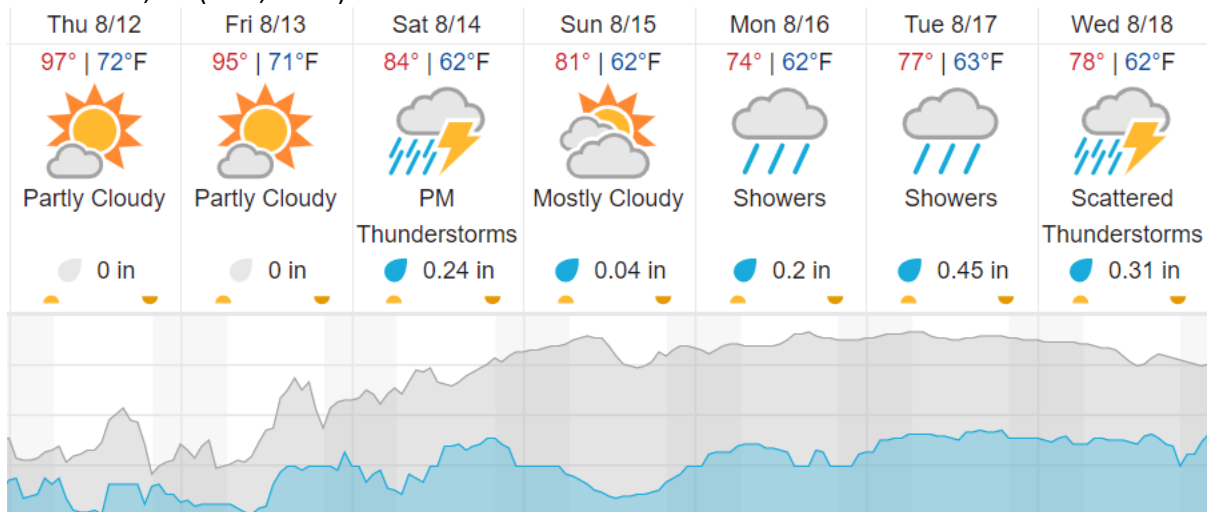 Thu 8/12 Fri 8/13 Sat 8/14 Sun 8/15 Mon 8/16 Tue 8/17 Wed 8/18
97° | 72°F 95° | 71°F 84° | 62°F 81° | 62°F 74° | 62°F 77° | 63°F 78° | 62°F
Partly Cloudy Partly Cloudy PM Mostly Cloudy Showers Showers Scattered
Thunderstorms Thunderstorms
0 in 0 in 0.24 in 0.04 in 0.2 in 0.45 in 0.31 in